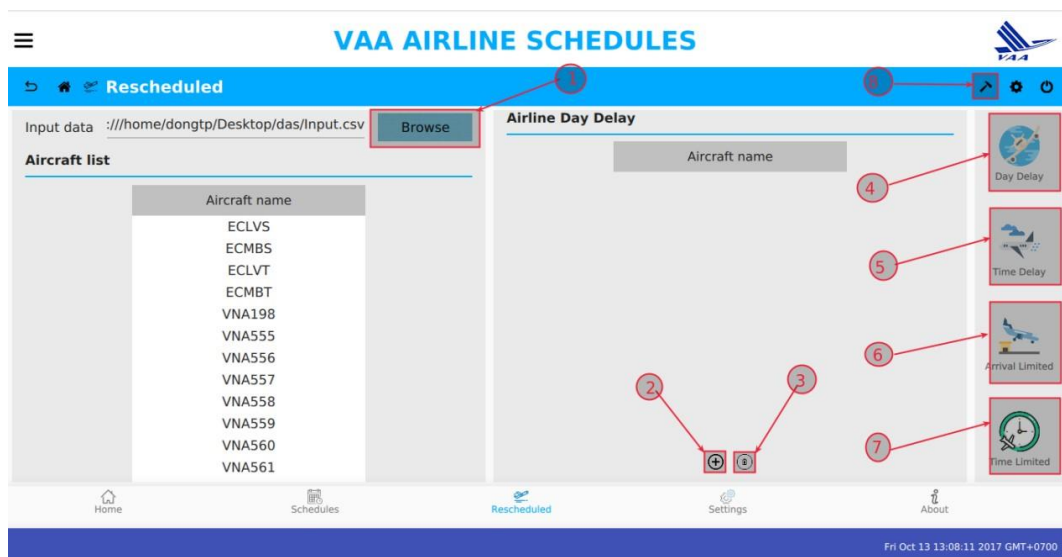 VAA AIRLINE SCHEDULES
VAA
Rescheduled
1
8
Input data :///home/dongtp/Desktop/das/Input.csv Browse
Aircraft list
Aircraft name
ECLVS
ECMBS
ECLVT
ECMBT
VNA198
VNA555
VNA556
VNA557
VNA558
VNA559
VNA560
VNA561
Airline Day Delay
Aircraft name
2
3
4
Day Delay
5
Time Delay
6
Arrival Limited
7
Time Limited
Home
Schedules
Rescheduled
Settings
About
Fri Oct 13 13:08:11 2017 GMT+0700